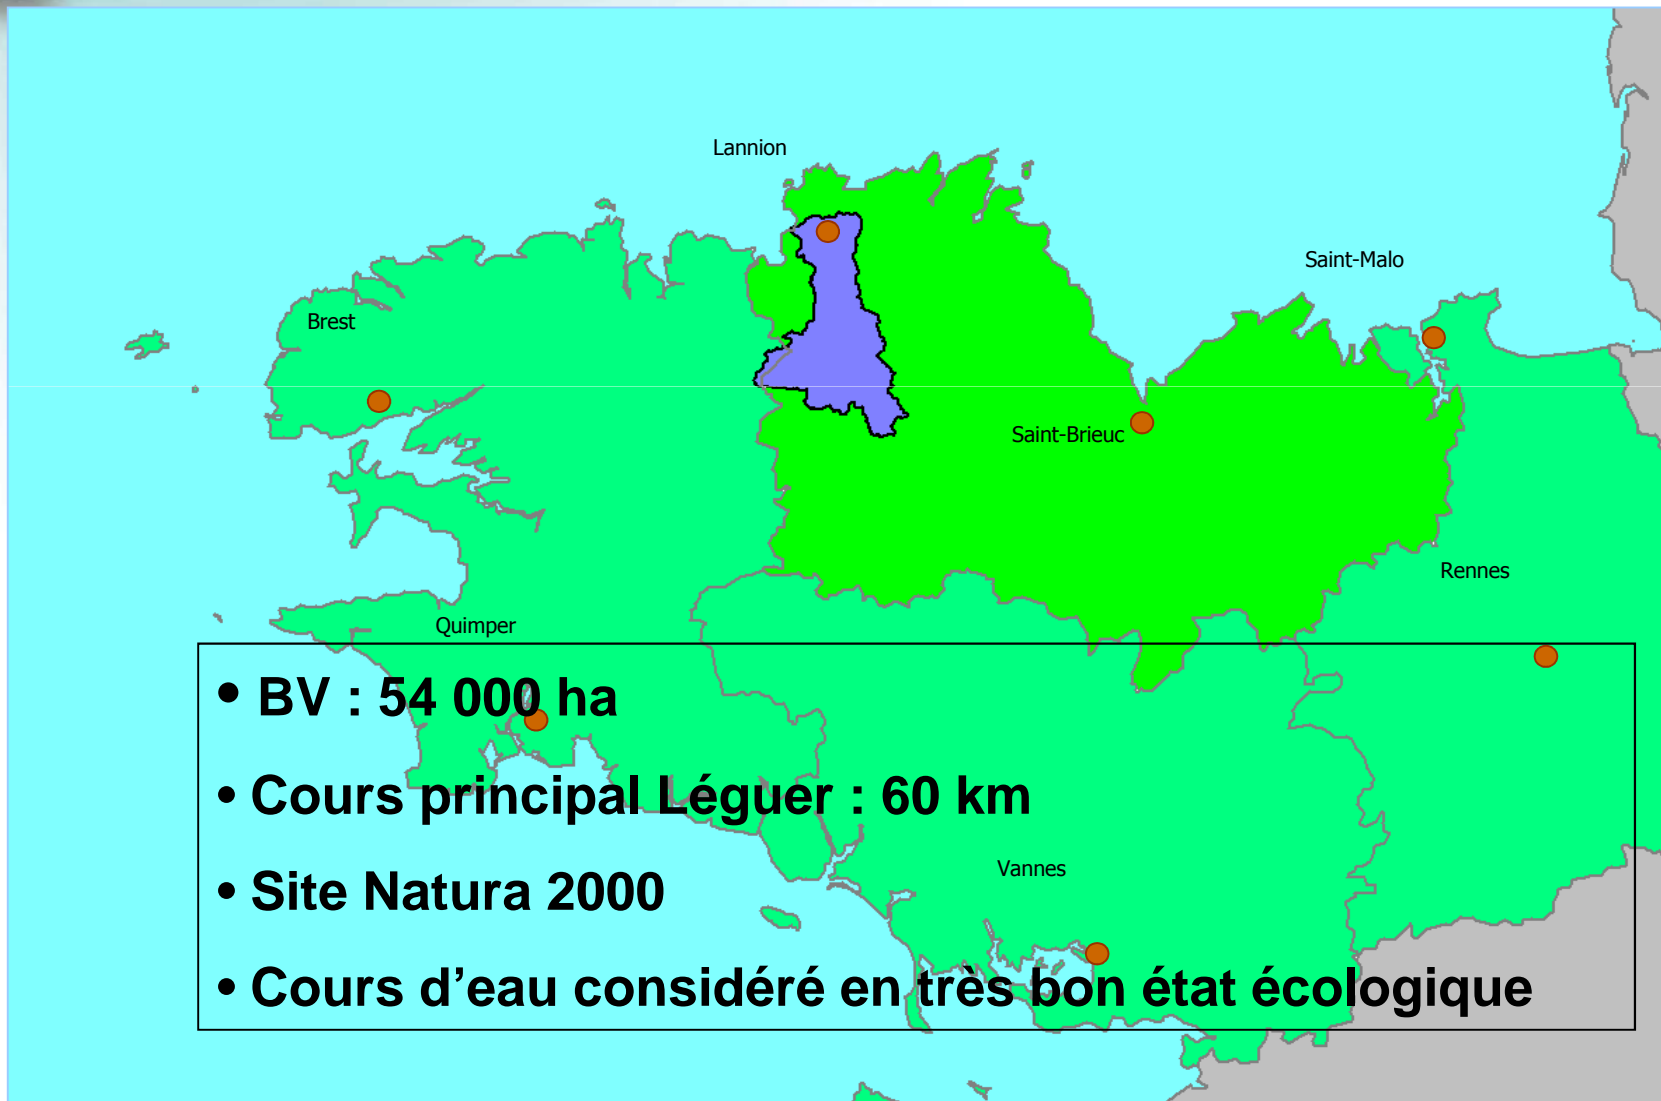 Lannion
Saint-Malo
Brest
Saint-Brieuc
Rennes
Quimper
• BV : 54 000 ha
• Cours principal Léguer : 60 km
Vannes
• Site Natura 2000
• Cours d’eau considéré en très bon état écologique